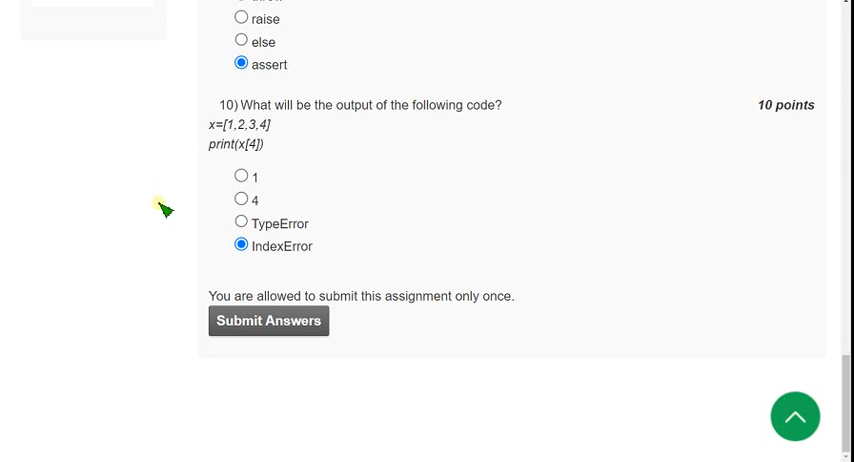 raise
else
assert
10) What will be the output of the following code?
10 points
x=[1,2,3,4]
print(x[4])
1
4
TypeError
IndexError
You are allowed to submit this assignment only once.
Submit Answers